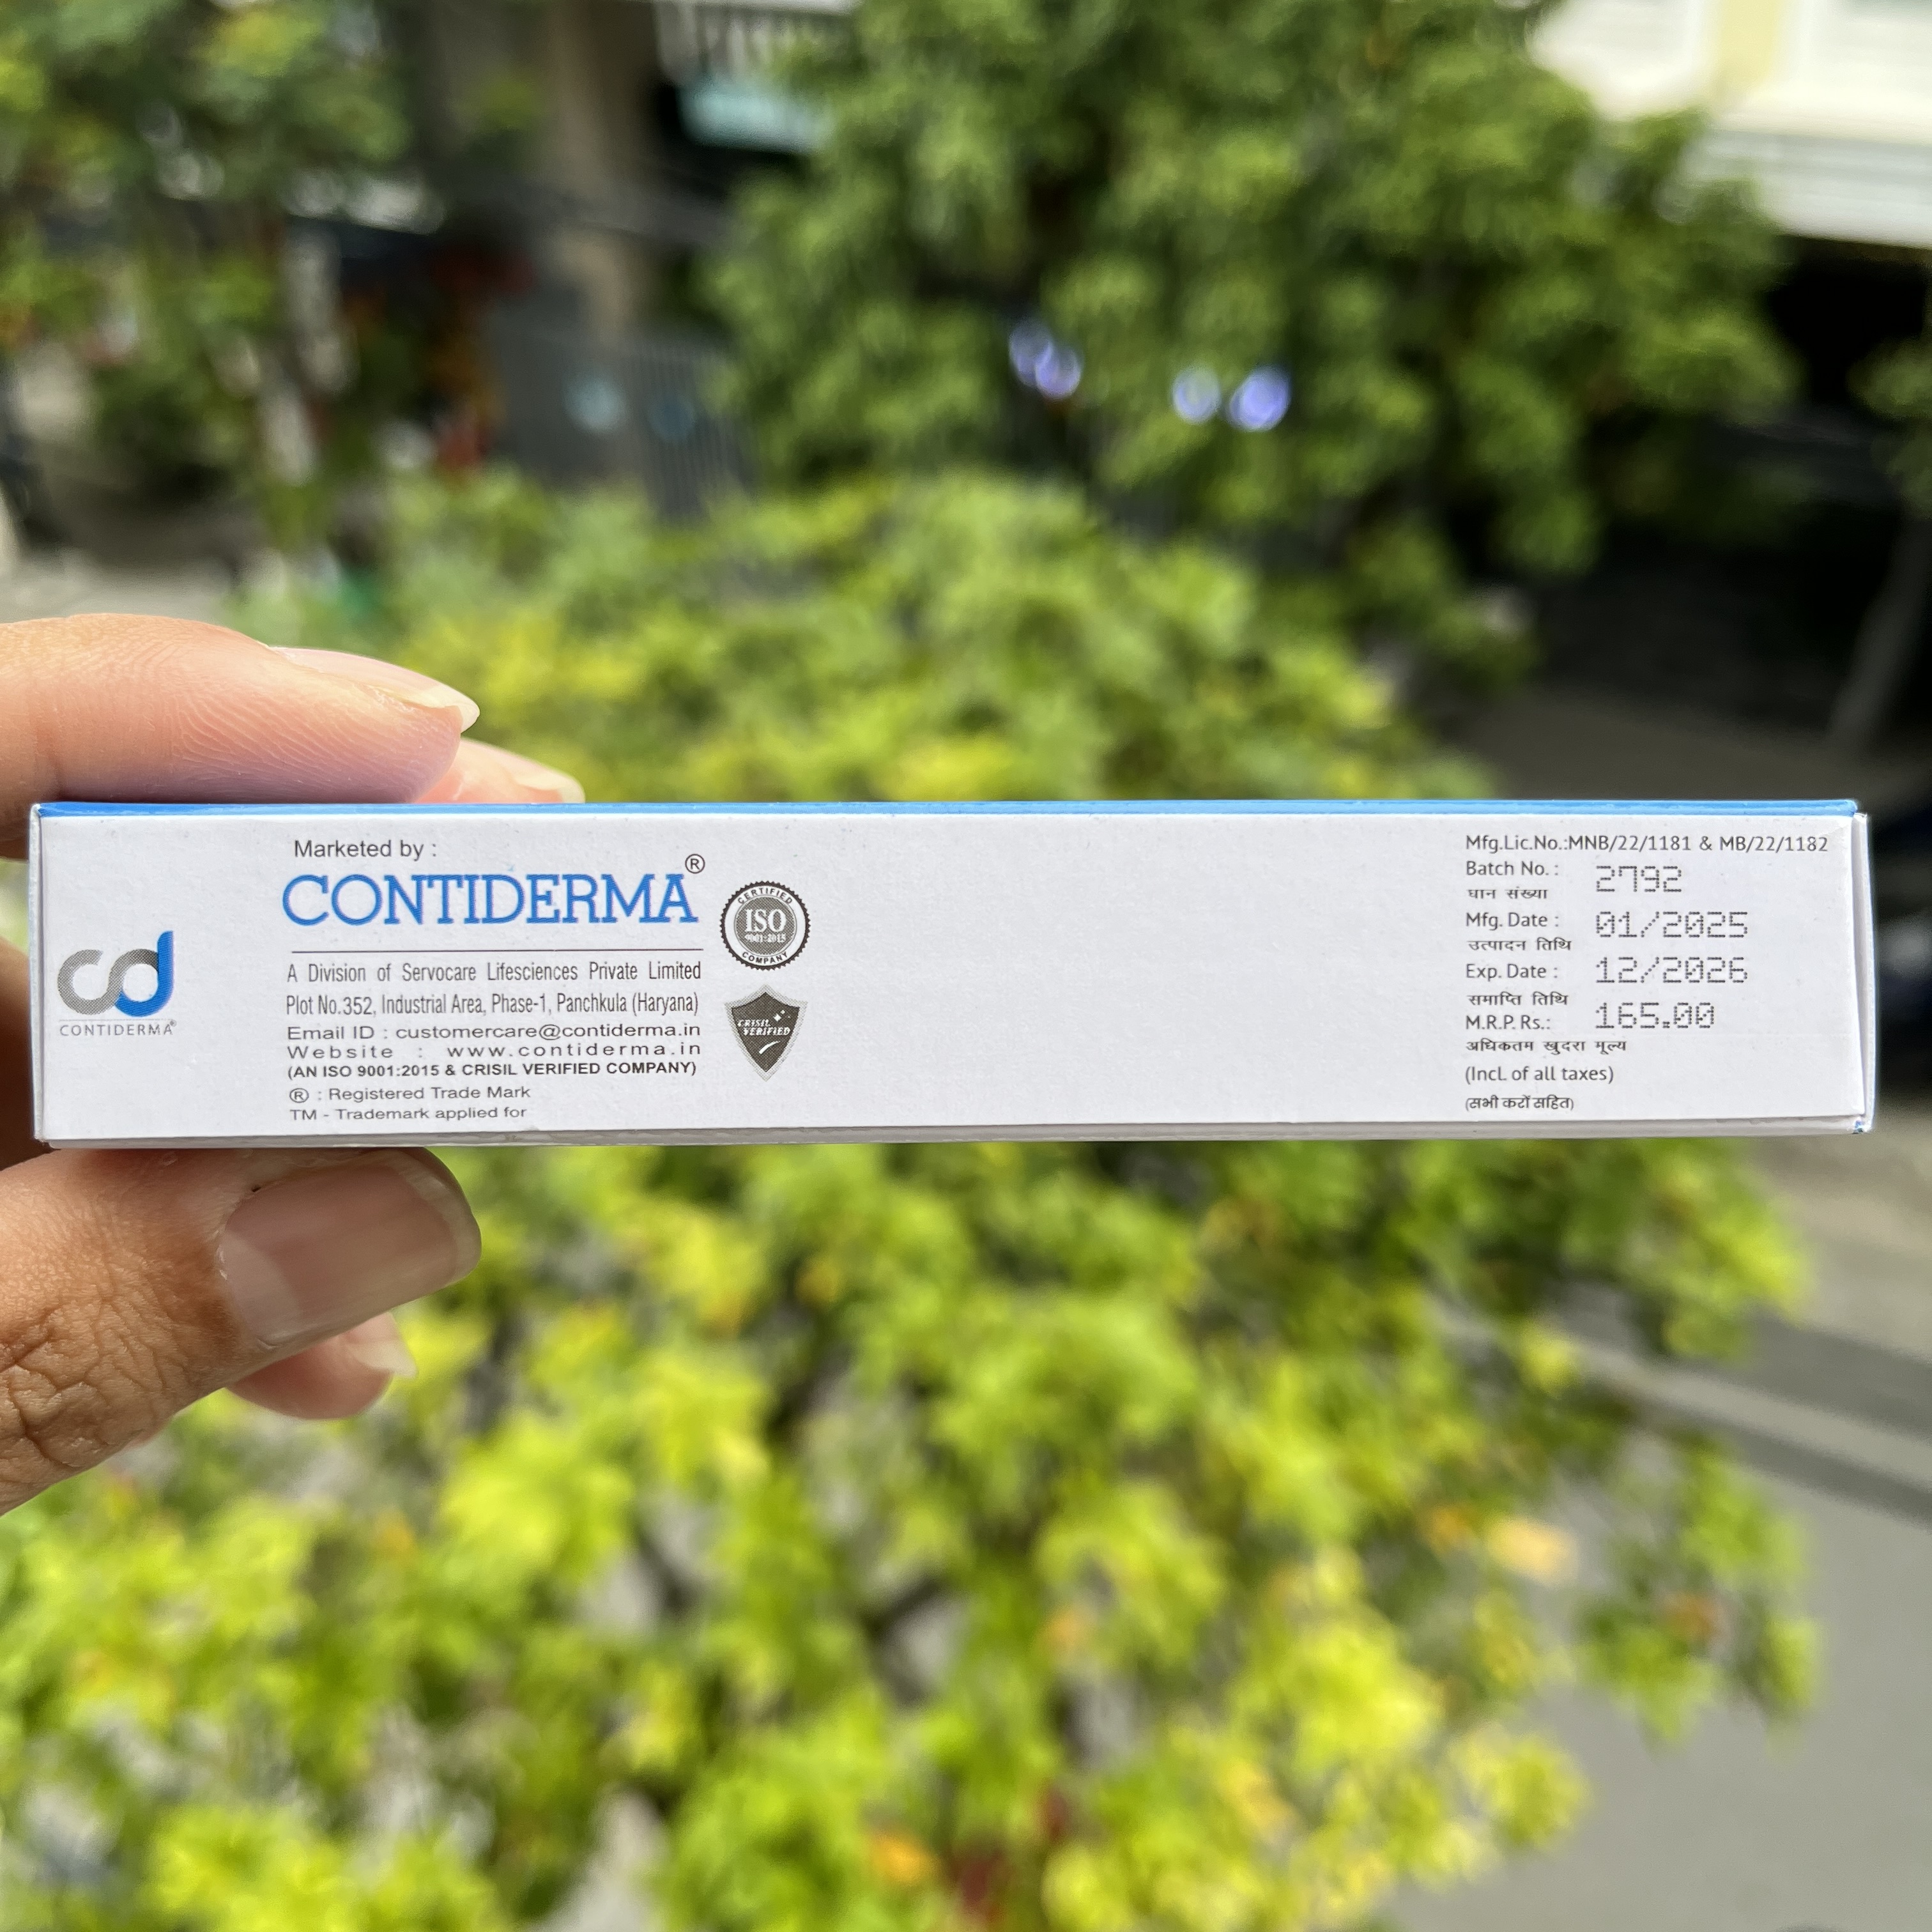 cd
CONTIDERMA®
Marketed by :
CONTIDERMA®
A Division of Servocare Lifesciences Private Limited
Plot No.352, Industrial Area, Phase-1, Panchkula (Haryana)
Email ID : customercare@contiderma.in
Website : www.contiderma.in
(AN ISO 9001:2015 & CRISIL VERIFIED COMPANY)
® : Registered Trade Mark
TM - Trademark applied for
CERTIFIED
ISO
9001:2015
COMPANY
CRISIL
VERIFIED
Mfg.Lic.No.:MNB/22/1181 & MB/22/1182
Batch No. : 2792
घान संख्या
Mfg. Date : 01/2025
उत्पादन तिथि
Exp. Date : 12/2026
समाप्ति तिथि
M.R.P. Rs.: 165.00
अधिकतम खुदरा मूल्य
(Incl. of all taxes)
(सभी करों सहित)